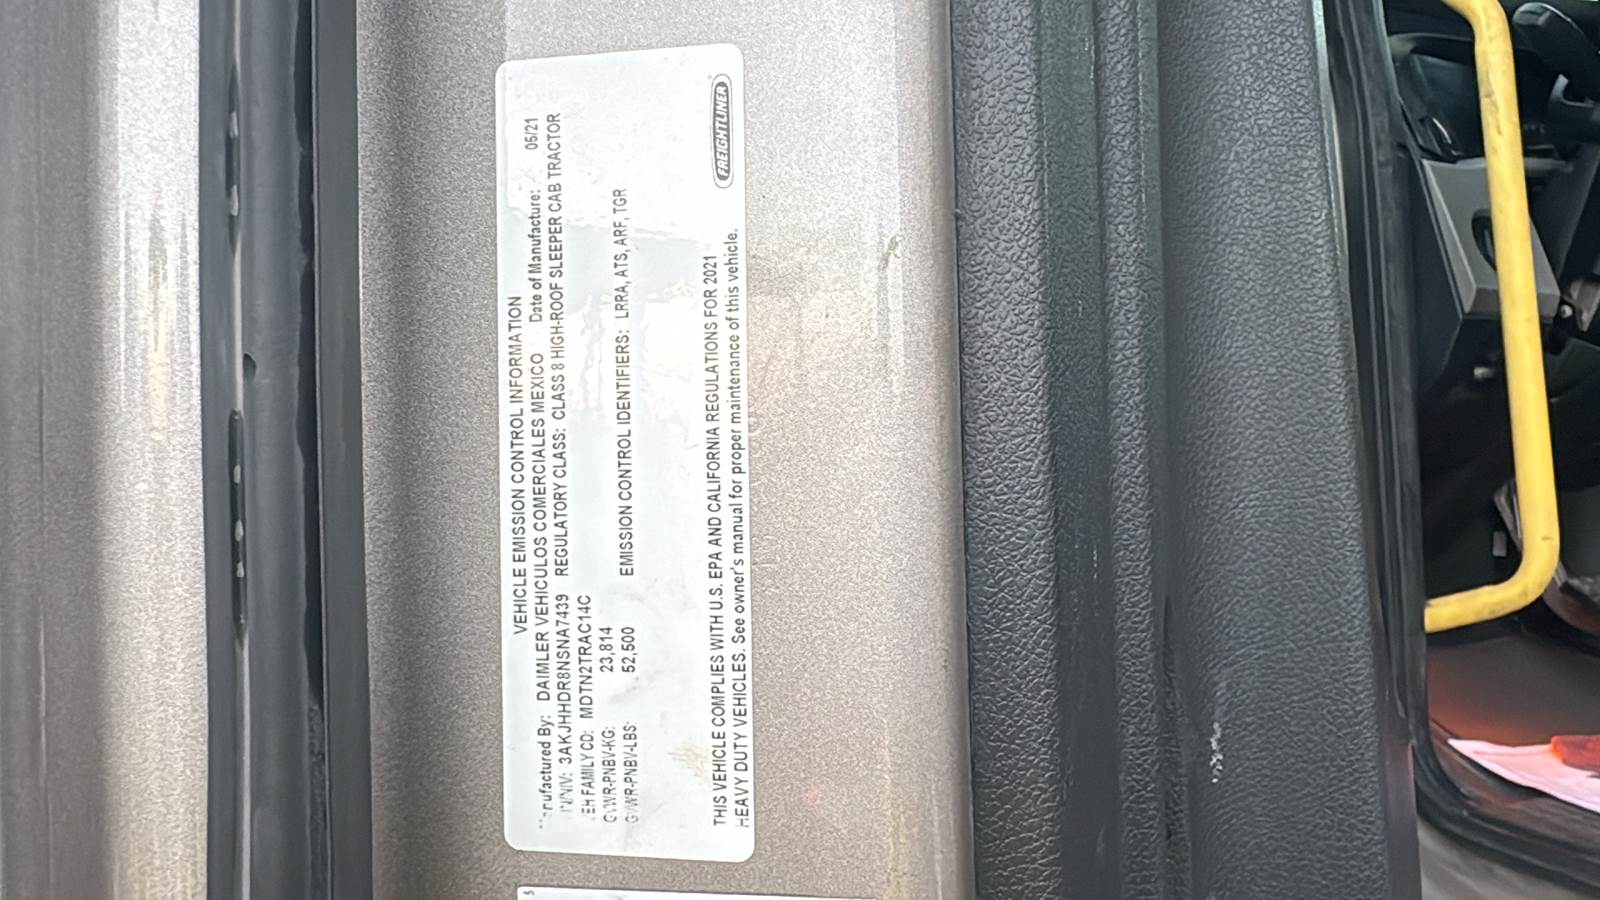 VEHICLE EMISSION CONTROL INFORMATION
By: DAIMLER VEHICULOS COMERCIALES MEXICO Date of Manufacture: 05/21
3AKJHHDR8NSNA7439 REGULATORY CLASS: CLASS 8 HIGH-ROOF SLEEPER CAB TRACTOR
FAMILY CD: MDTN2TRAC14C
GVWR-PNBV-KG: 23,814
GVWR-PNBV-LBS: 52,500 EMISSION CONTROL IDENTIFIERS: LRRA, ATS, ARF, TGR
THIS VEHICLE COMPLIES WITH U.S. EPA AND CALIFORNIA REGULATIONS FOR 2021
HEAVY DUTY VEHICLES. See owner's manual for proper maintenance of this vehicle.
FREIGHTLINER